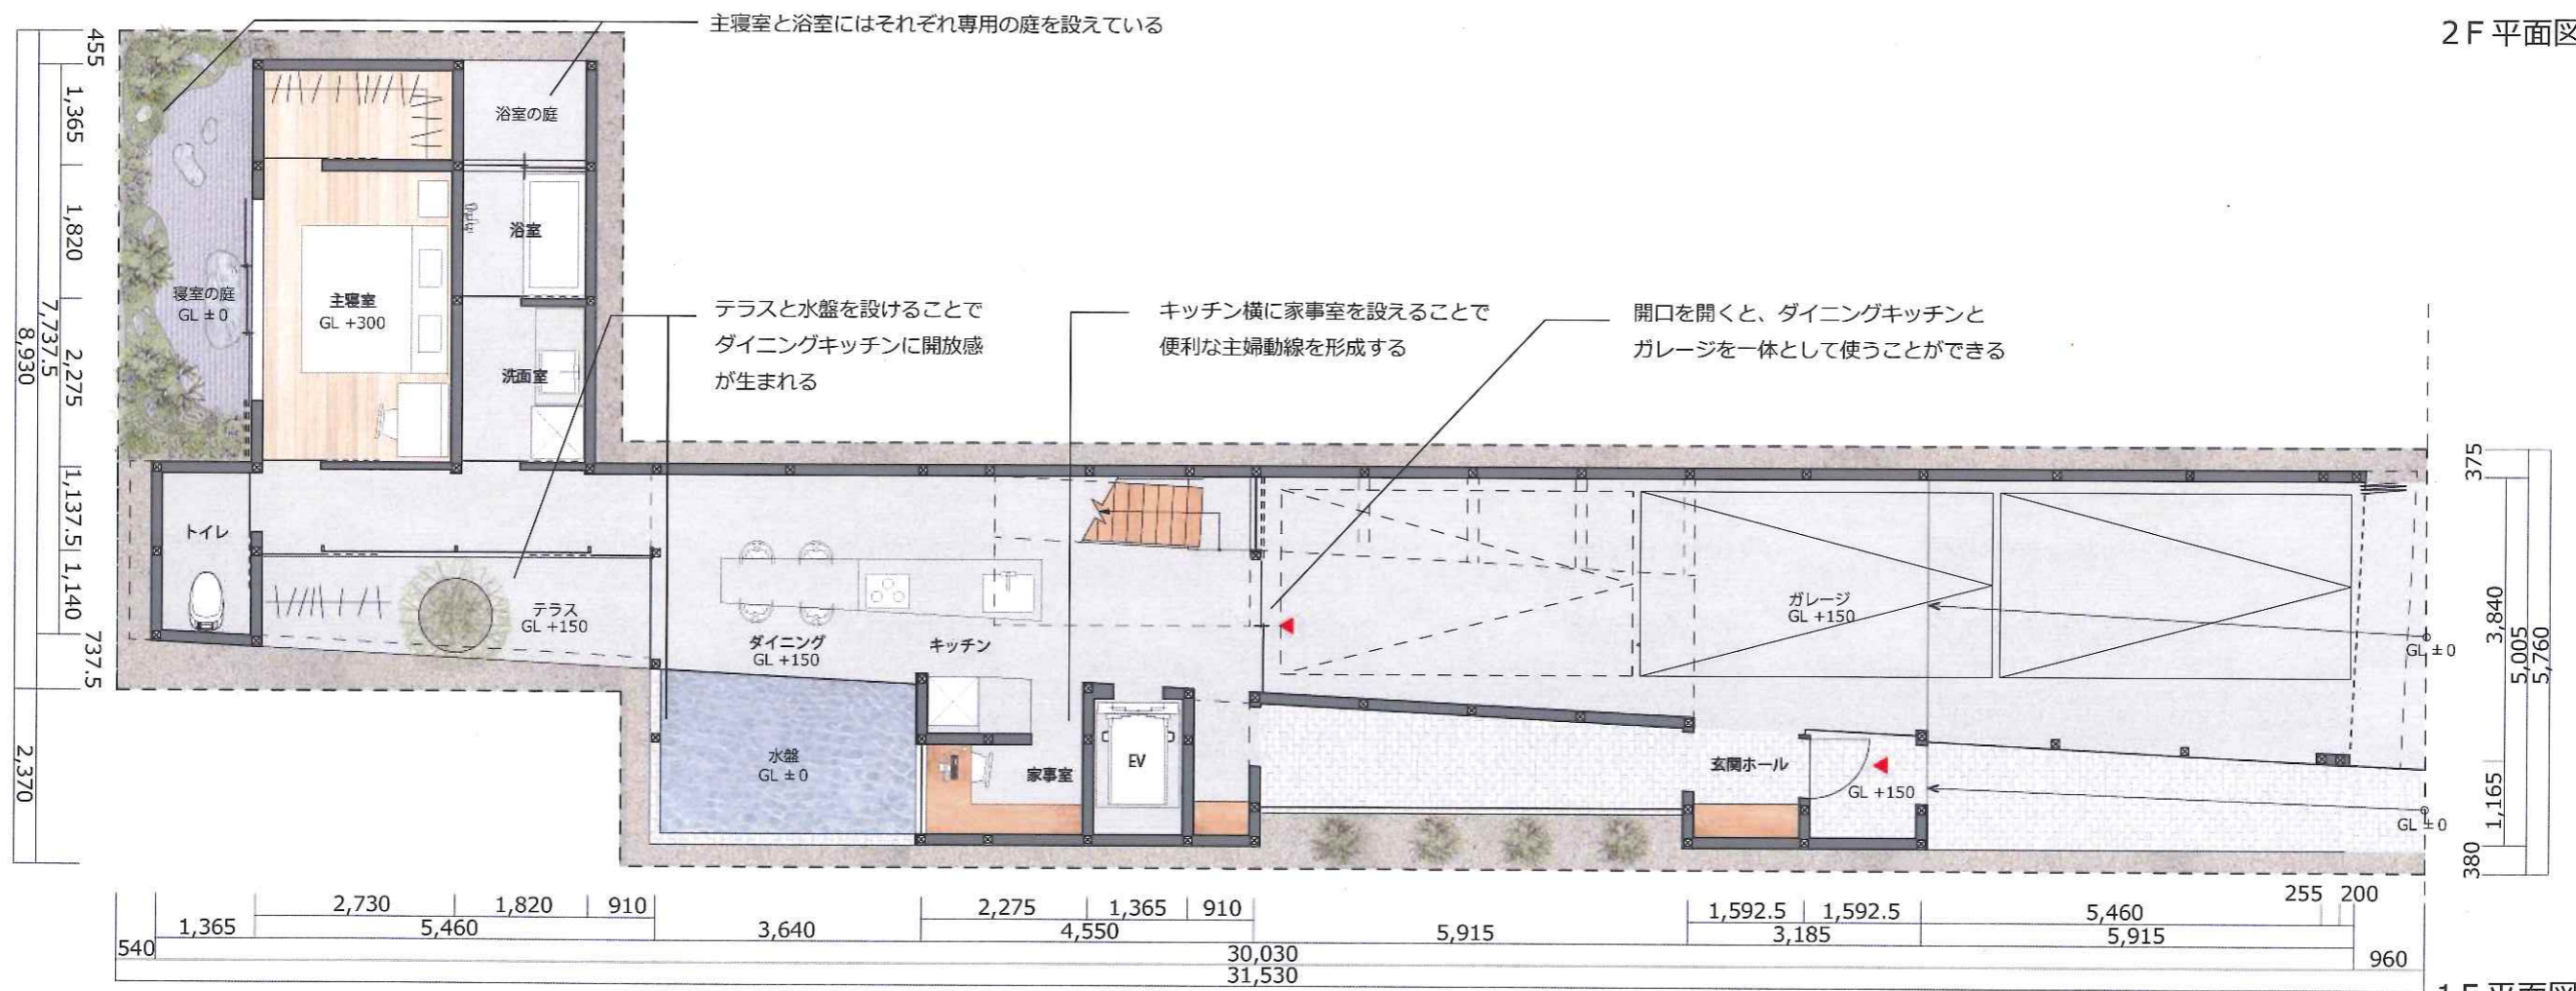 主寝室と浴室にはそれぞれ専用の庭を設えている
2F 平面図
浴室の庭
浴室
寝室の庭
GL ± 0
主寝室
GL +300
洗面室
テラスと水盤を設けることで
ダイニングキッチンに開放感
が生まれる
キッチン横に家事室を設えることで
便利な主婦動線を形成する
開口を開くと、ダイニングキッチンと
ガレージを一体として使うことができる
トイレ
テラス
GL +150
ダイニング
GL +150
キッチン
ガレージ
GL +150
GL ± 0
水盤
GL ± 0
家事室
EV
玄関ホール
GL +150
GL ± 0
455
1,365
1,820
2,275
1,137.5
1,140
737.5
7,737.5
8,930
2,370
375
3,840
5,005
5,760
1,165
380
2,730
1,820
910
2,275
1,365
910
1,592.5
1,592.5
5,460
255
200
1,365
5,460
3,640
4,550
5,915
3,185
5,915
540
30,030
960
31,530